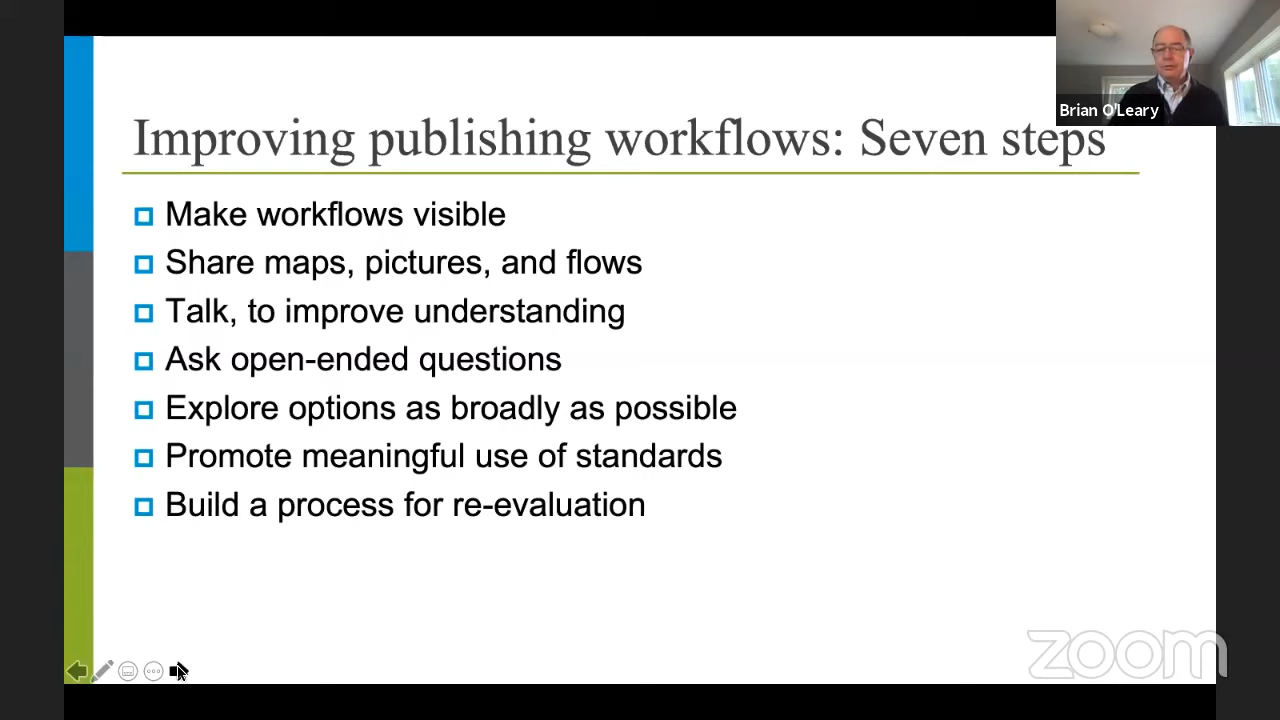 Brian O'Leary
Improving publishing workflows: Seven steps
Make workflows visible
Share maps, pictures, and flows
Talk, to improve understanding
Ask open-ended questions
Explore options as broadly as possible
Promote meaningful use of standards
Build a process for re-evaluation
zoom